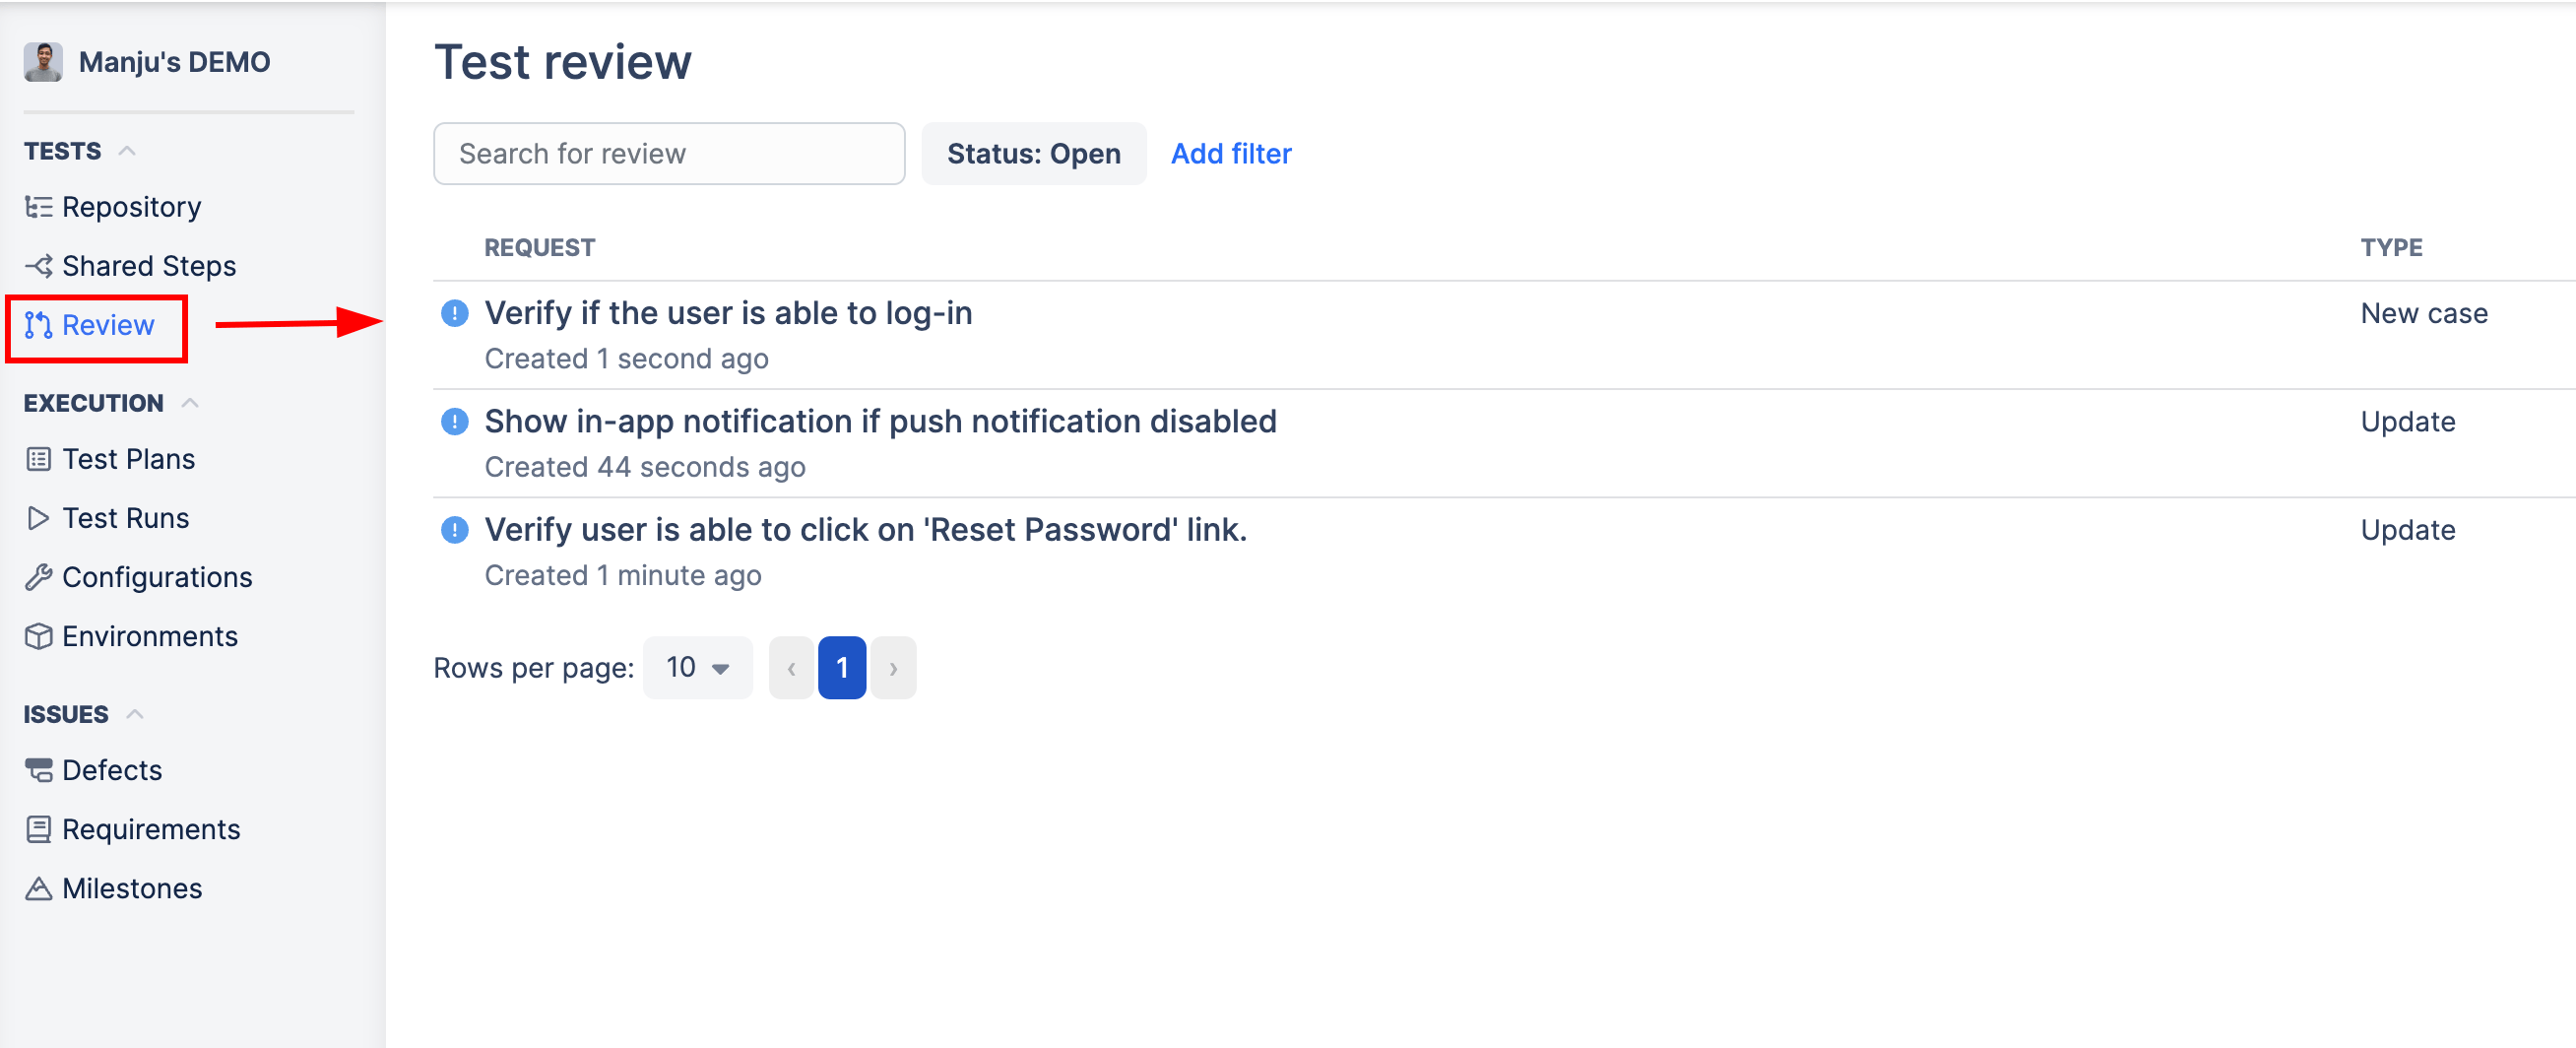 Manju's DEMO
TESTS
Repository
Shared Steps
Review
EXECUTION
Test Plans
Test Runs
Configurations
Environments
ISSUES
Defects
Requirements
Milestones
Test review
Search for review
Status: Open
Add filter
REQUEST TYPE
Verify if the user is able to log-in New case
Created 1 second ago
Show in-app notification if push notification disabled Update
Created 44 seconds ago
Verify user is able to click on 'Reset Password' link. Update
Created 1 minute ago
Rows per page: 10 ‹ 1 ›